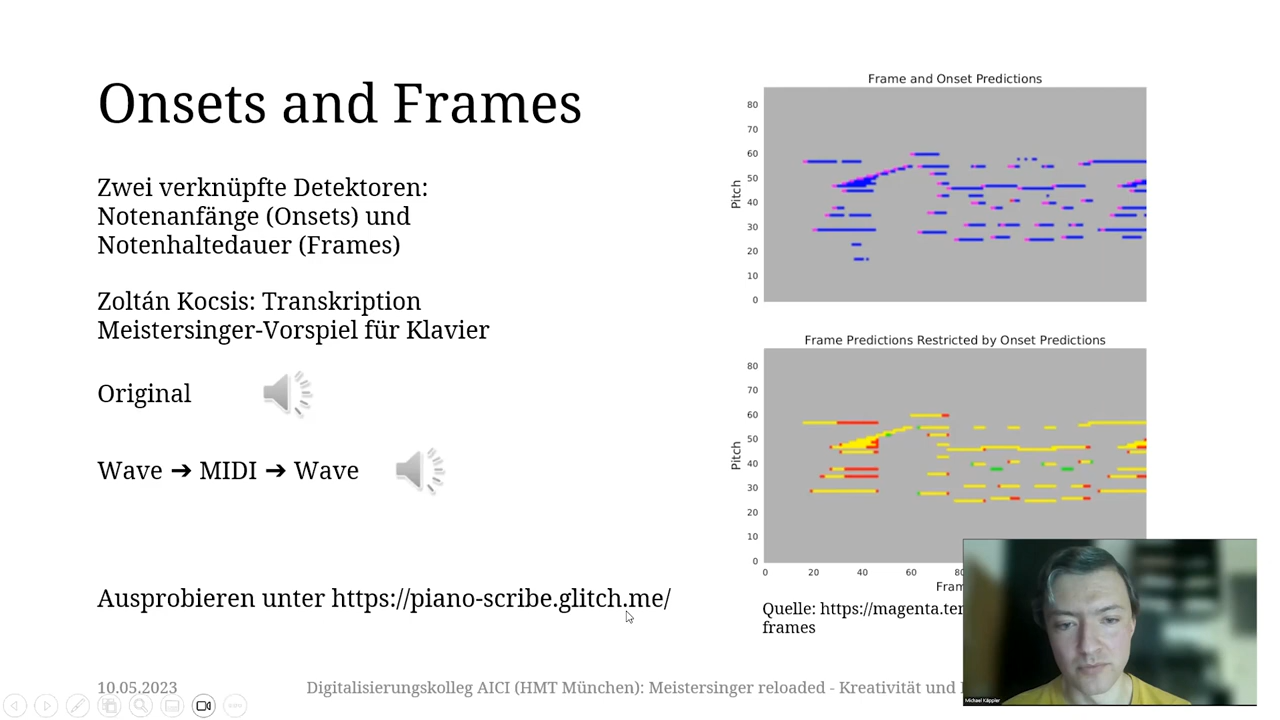 Onsets and Frames
Zwei verknüpfte Detektoren:
Notenanfänge (Onsets) und
Notenhaltedauer (Frames)
Zoltán Kocsis: Transkription
Meistersinger-Vorspiel für Klavier
Original
Wave ➔ MIDI ➔ Wave
Ausprobieren unter https://piano-scribe.glitch.me/
Frame and Onset Predictions
Pitch
80
70
60
50
40
30
20
10
0
Frame Predictions Restricted by Onset Predictions
Pitch
80
70
60
50
40
30
20
10
0
0 20 40 60
Quelle: https://magenta.ten
frames
10.05.2023
Digitalisierungskolleg AICI (HMT München): Meistersinger reloaded - Kreativität und
Michael Käppler